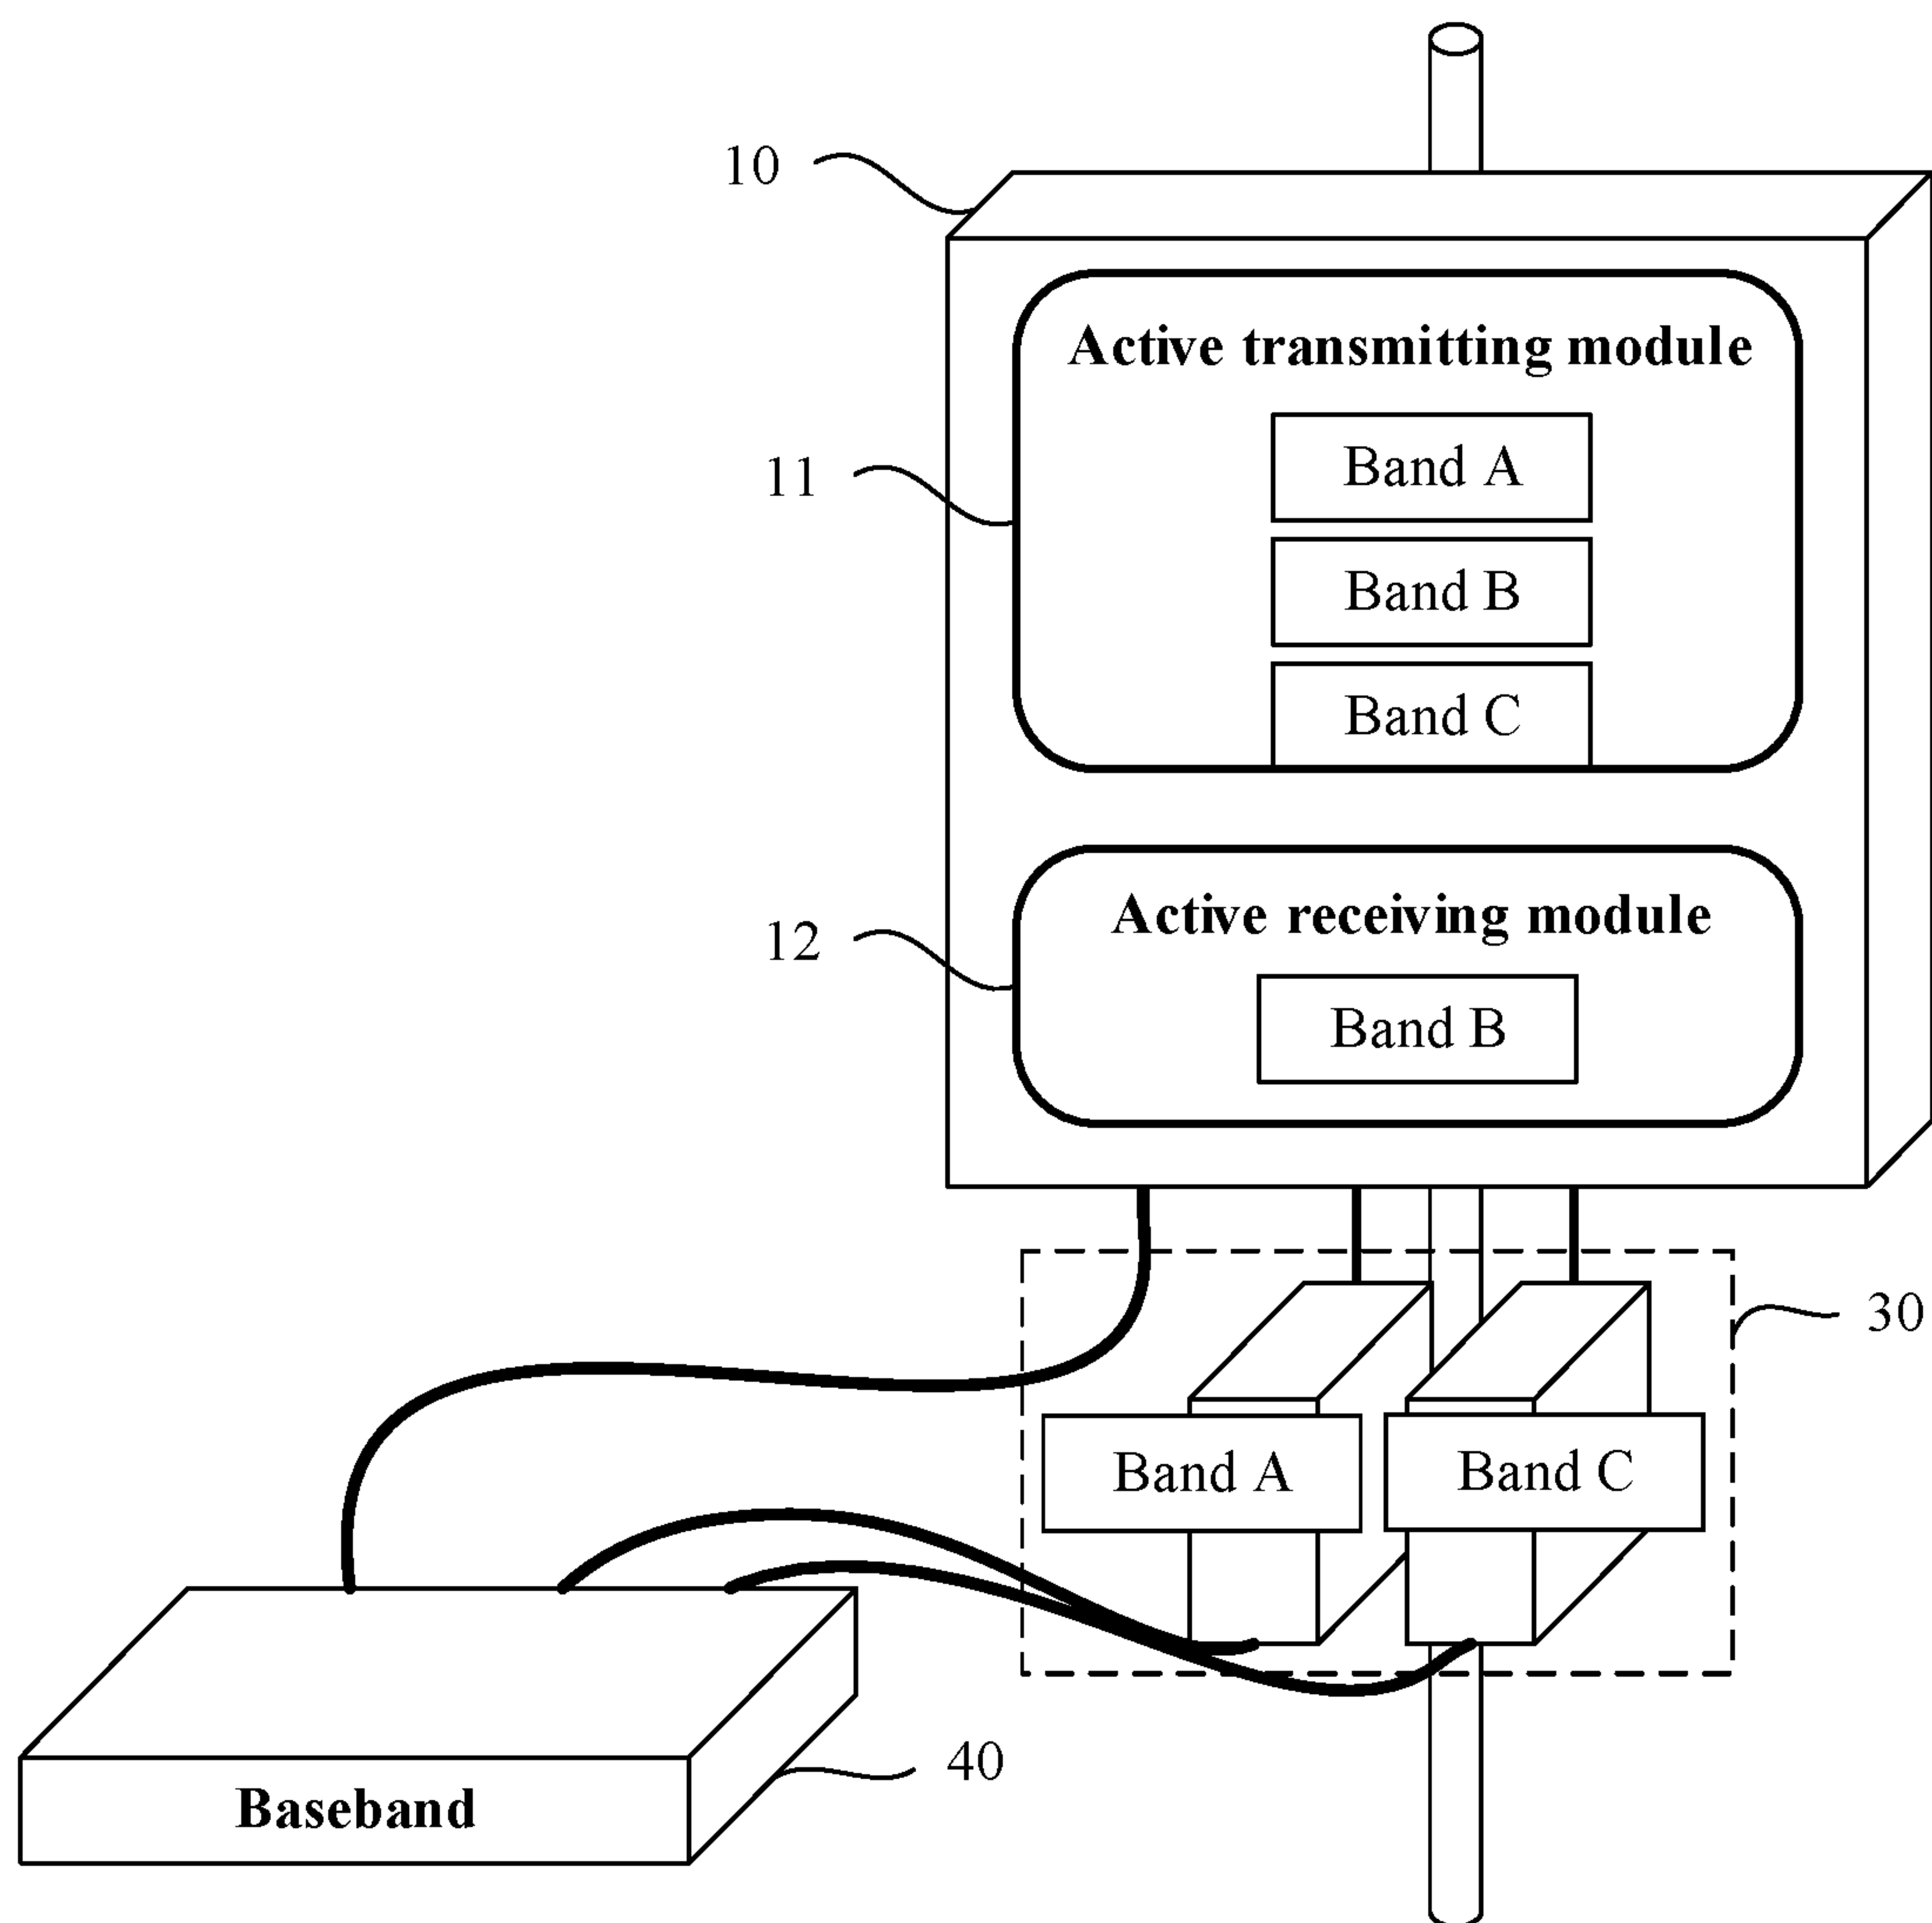 10
Active transmitting module
Band A
11
Band B
Band C
Active receiving module
12
Band B
30
Band A
Band C
40
Baseband